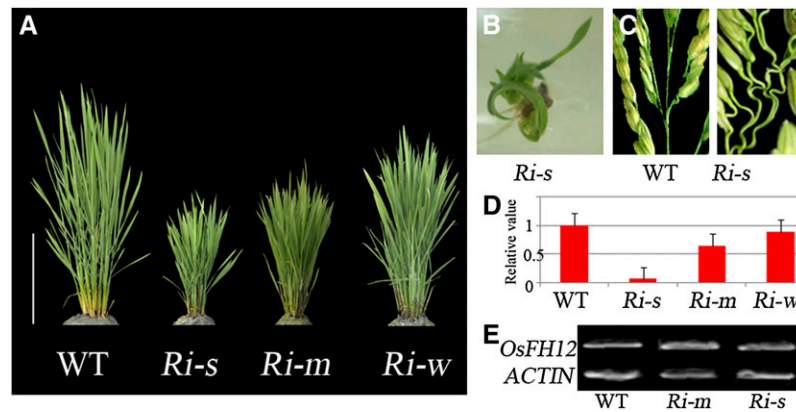 A
WT Ri-s Ri-m Ri-w
B
Ri-s
C
WT Ri-s
D
Relative value
1
0.5
0
WT Ri-s Ri-m Ri-w
E
OsFH12
ACTIN
WT Ri-m Ri-s